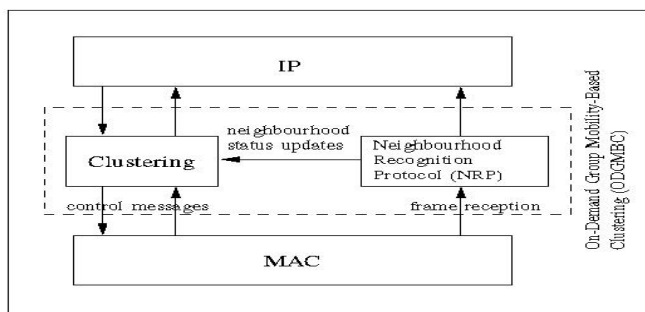 IP
neighbourhood
status updates
Clustering
Neighbourhood
Recognition
Protocol (NRP)
control messages
frame reception
MAC
On-Demand Group Mobility-Based
Clustering (ODGMBC)